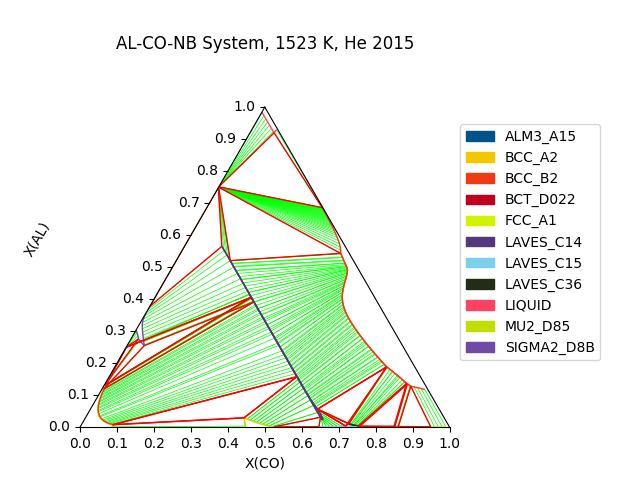 AL-CO-NB System, 1523 K, He 2015
1.0
0.9
0.8
0.7
0.6
0.5
0.4
0.3
0.2
0.1
0.0
X(AL)
0.0 0.1 0.2 0.3 0.4 0.5 0.6 0.7 0.8 0.9 1.0
X(CO)
ALM3_A15
BCC_A2
BCC_B2
BCT_D022
FCC_A1
LAVES_C14
LAVES_C15
LAVES_C36
LIQUID
MU2_D85
SIGMA2_D8B